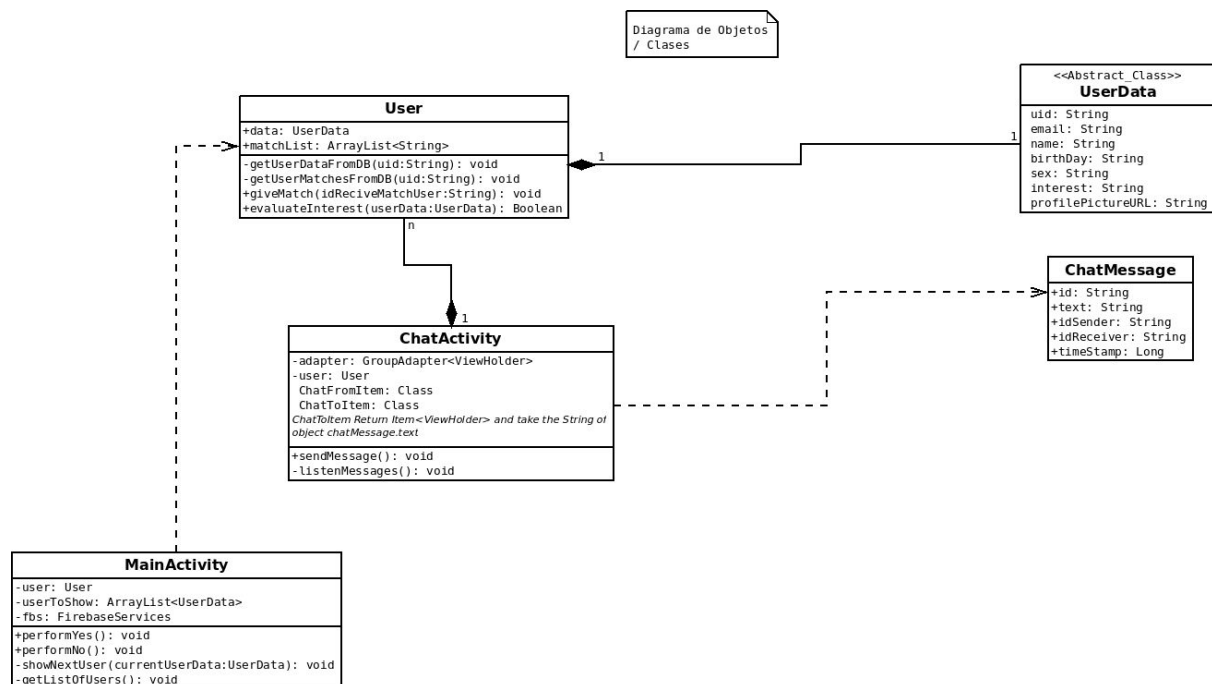 Diagrama de Objetos
/ Clases
<<Abstract_Class>>
UserData
uid: String
email: String
name: String
birthDay: String
sex: String
interest: String
profilePictureURL: String
User
+data: UserData
+matchList: ArrayList<String>
-getUserDataFromDB(uid:String): void
-getUserMatchesFromDB(uid:String): void
+giveMatch(idReciveMatchUser:String): void
+evaluateInterest(userData:UserData): Boolean
1
1
n
1
ChatMessage
+id: String
+text: String
+idSender: String
+idReceiver: String
+timeStamp: Long
ChatActivity
-adapter: GroupAdapter<ViewHolder>
-user: User
ChatFromItem: Class
ChatToItem: Class
ChatToItem Return Item<ViewHolder> and take the String of
object chatMessage.text
+sendMessage(): void
-listenMessages(): void
MainActivity
-user: User
-userToShow: ArrayList<UserData>
-fbs: FirebaseServices
+performYes(): void
+performNo(): void
-showNextUser(currentUserData:UserData): void
-getListOfUsers(): void